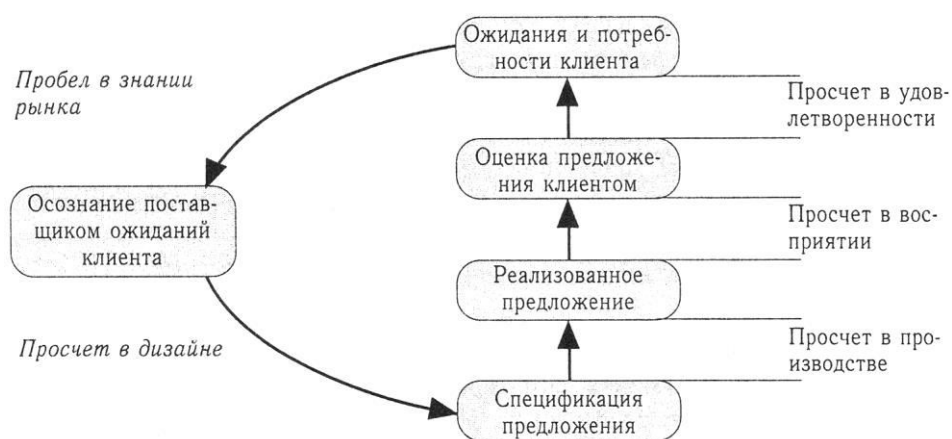 Ожидания и потреб-
ности клиента
Пробел в знании
рынка
Просчет в удов-
летворенности
Оценка предложе-
ния клиентом
Осознание постав-
щиком ожиданий
клиента
Просчет в вос-
приятии
Реализованное
предложение
Просчет в дизайне
Просчет в про-
изводстве
Спецификация
предложения